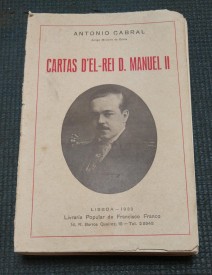 ANTONIO CABRAL
CARTAS D'EL-REI D. MANUEL II
LISBOA
Livraria Popular de Francisco Franco